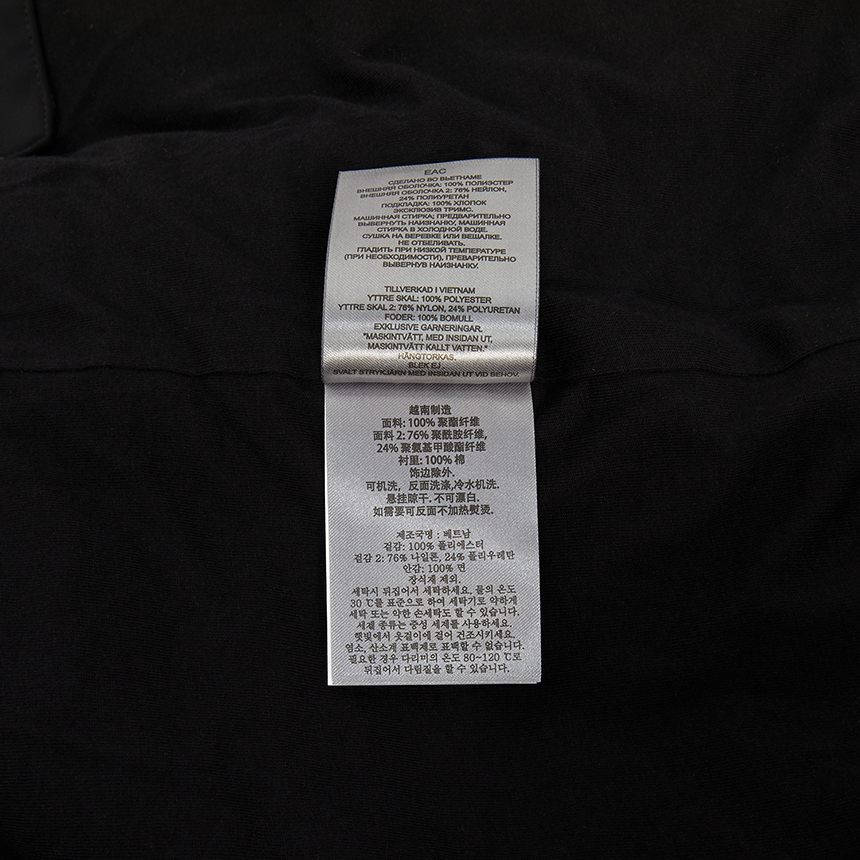 EAC
СДЕЛАНО ВО ВЬЕТНАМЕ
ВНЕШНЯЯ ОБОЛОЧКА: 100% ПОЛИЭСТЕР
ВНЕШНЯЯ ОБОЛОЧКА 2: 76% НЕЙЛОН,
24% ПОЛИУРЕТАН
ПОДКЛАДКА: 100% ХЛОПОК
ЭКСКЛЮЗИВ ТРИМС.
МАШИННАЯ СТИРКА; ПРЕДВАРИТЕЛЬНО
ВЫВЕРНУТЬ НАИЗНАНКУ, МАШИННАЯ
СТИРКА В ХОЛОДНОЙ ВОДЕ.
СУШКА НА ВЕРЕВКЕ ИЛИ ВЕШАЛКЕ.
НЕ ОТБЕЛИВАТЬ.
ГЛАДИТЬ ПРИ НИЗКОЙ ТЕМПЕРАТУРЕ
(ПРИ НЕОБХОДИМОСТИ), ПРЕВАРИТЕЛЬНО
ВЫВЕРНУВ НАИЗНАНКУ.
TILLVERKAD I VIETNAM
YTTRE SKAL: 100% POLYESTER
YTTRE SKAL 2: 76% NYLON, 24% POLYURETAN
FODER: 100% BOMULL
EXKLUSIVE GARNERINGAR.
"MASKINTVÄTT, MED INSIDAN UT,
MASKINTVÄTT KALLT VATTEN."
HÄNGTORKAS.
BLEK EJ.
SVALT STRYKJÄRN MED INSIDAN UT VID BEHOV.
越南制造
面料: 100% 聚酯纤维
面料 2: 76% 聚酰胺纤维,
24% 聚氨基甲酸酯纤维
衬里: 100% 棉
饰边除外.
可机洗，反面洗涤,冷水机洗.
悬挂晾干. 不可漂白.
如需要可反面不加热熨烫.
제조국명 : 베트남
겉감: 100% 폴리에스터
겉감 2: 76% 나일론, 24% 폴리우레탄
안감: 100% 면
장식재 제외.
세탁시 뒤집어서 세탁하세요. 물의 온도
30 ℃를 표준으로 하여 세탁기로 약하게
세탁 또는 약한 손세탁도 할 수 있습니다.
세제 종류는 중성 세제를 사용하세요.
햇빛에서 옷걸이에 걸어 건조시키세요.
염소, 산소계 표백제로 표백할 수 없습니다.
필요한 경우 다리미의 온도 80~120 ℃로
뒤집어서 다림질을 할 수 있습니다.